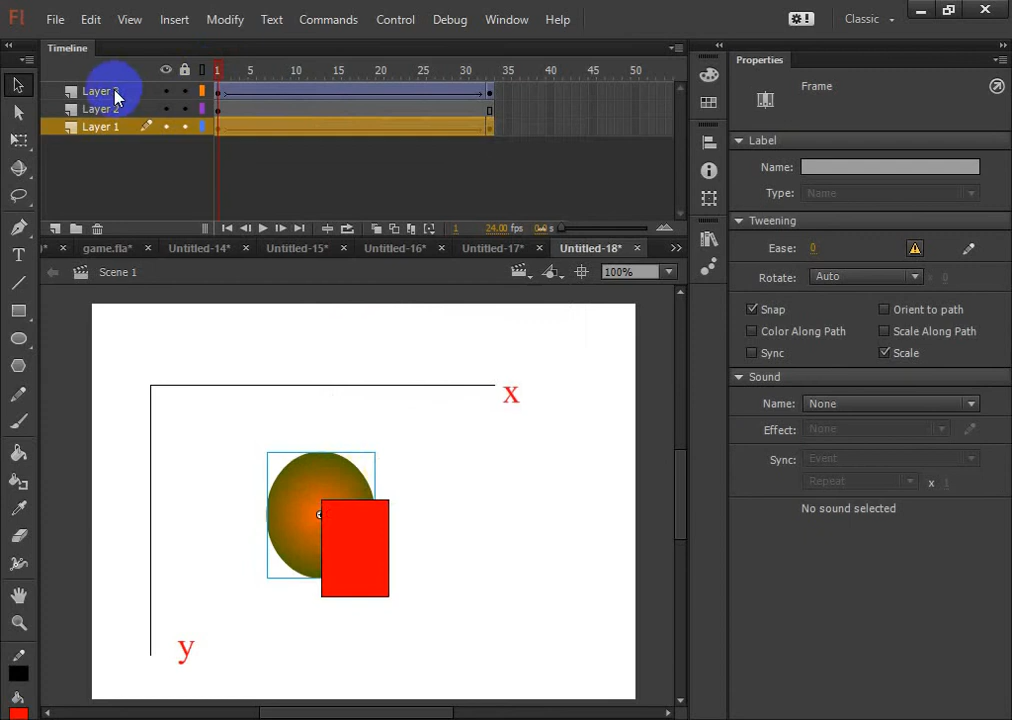 Fl File Edit View Insert Modify Text Commands Control Debug Window Help Classic
Timeline
Properties
1 5 10 15 20 25 30 35 40 45 50
Frame
Layer
Layer 2
Layer 1
Label
Name:
Type: Name
Tweening
1 24.00 fps 0.0 s
game.fla* Untitled-14* Untitled-15* Untitled-16* Untitled-17* Untitled-18*
Ease: 0
Scene 1
100%
Rotate: Auto x 0
Snap Orient to path
Color Along Path Scale Along Path
Sync Scale
Sound
x
Name: None
Effect: None
Sync: Event
Repeat x 1
No sound selected
y